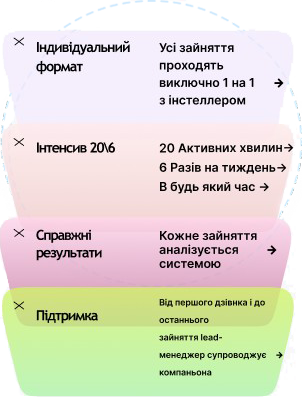 Індивідуальний формат
Усі зайняття
проходять
виключно 1 на 1 →
з інстеллером
Інтенсив 20\6
20 Активних хвилин→
6 Разів на тиждень→
В будь який час →
Справжні результати
Кожне зайняття
аналізується →
системою
Підтримка
Від першого дзівнка і до
останнього
зайняття lead-
менеджер супроводжує →
компаньона